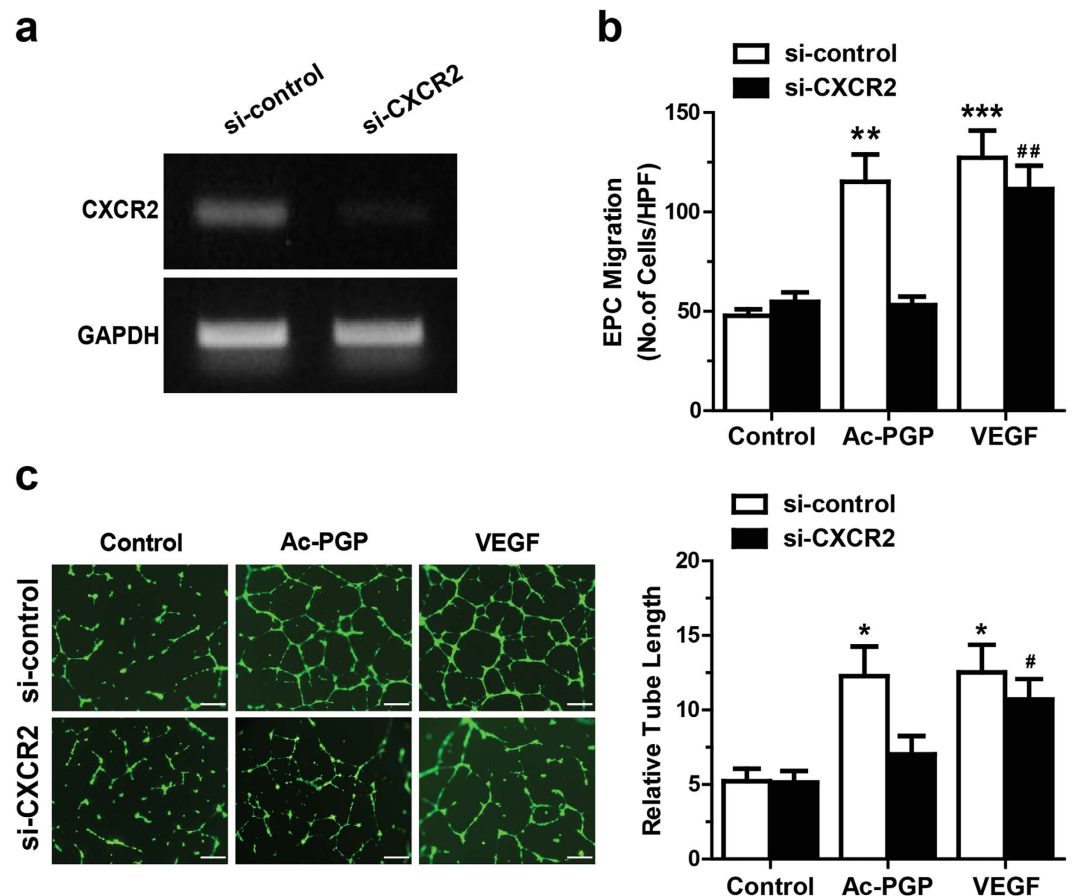 a
si-control
si-CXCR2
CXCR2
GAPDH
b
si-control
si-CXCR2
EPC Migration
(No.of Cells/HPF)
150
100
50
0
**
***
##
Control
Ac-PGP
VEGF
c
Control
Ac-PGP
VEGF
si-control
si-CXCR2
si-control
si-CXCR2
Relative Tube Length
20
15
10
5
0
*
*
#
Control
Ac-PGP
VEGF